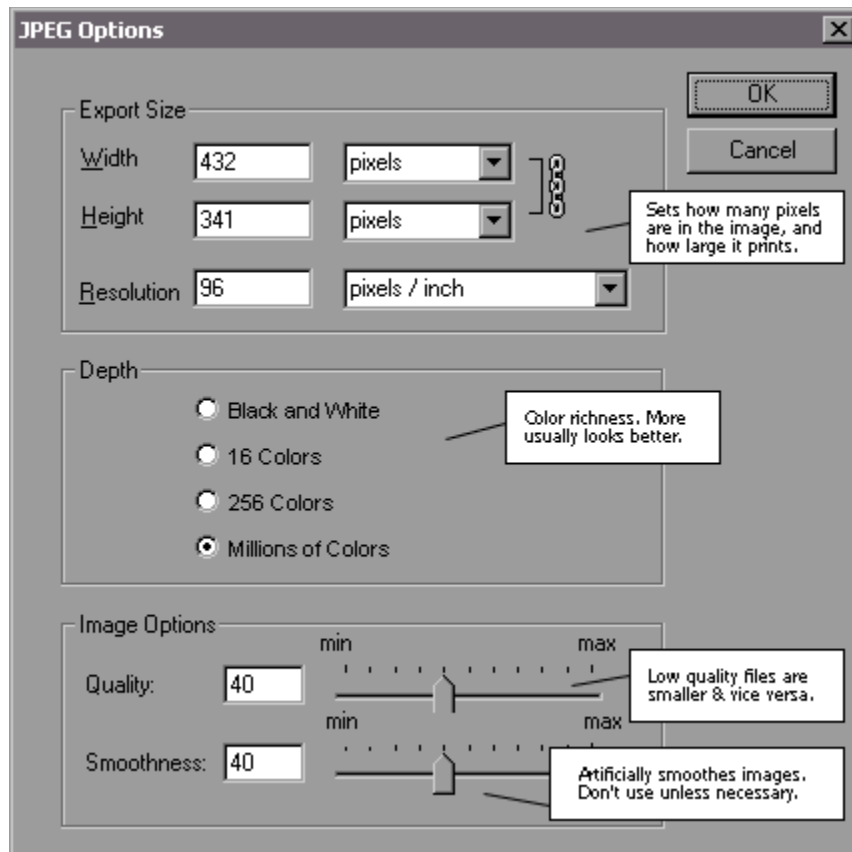 JPEG Options
OK
Cancel
Export Size
Width 432 pixels
Height 341 pixels
Resolution 96 pixels / inch
Sets how many pixels
are in the image, and
how large it prints.
Depth
Black and White
16 Colors
256 Colors
Millions of Colors
Color richness. More
usually looks better.
Image Options
min max
Quality: 40
Low quality files are
smaller & vice versa.
min max
Smoothness: 40
Artificially smoothes images.
Don't use unless necessary.